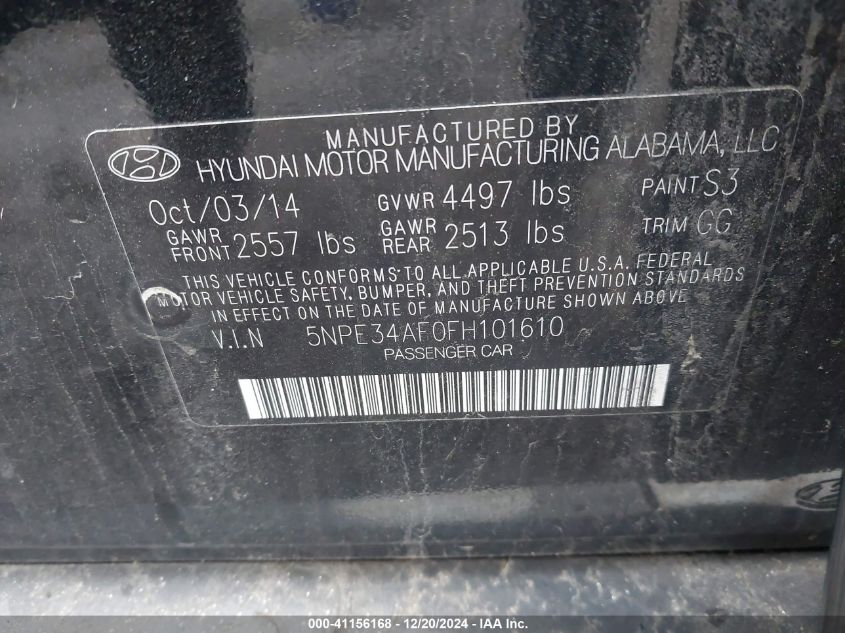 MANUFACTURED BY
HYUNDAI MOTOR MANUFACTURING ALABAMA, LLC
Oct/03/14 GVWR 4497 lbs PAINT S3
GAWR FRONT 2557 lbs GAWR REAR 2513 lbs TRIM GG
THIS VEHICLE CONFORMS TO ALL APPLICABLE U.S.A. FEDERAL
MOTOR VEHICLE SAFETY, BUMPER, AND THEFT PREVENTION STANDARDS
IN EFFECT ON THE DATE OF MANUFACTURE SHOWN ABOVE
V.I.N 5NPE34AF0FH101610
PASSENGER CAR
000-41156168 - 12/20/2024 - IAA Inc.